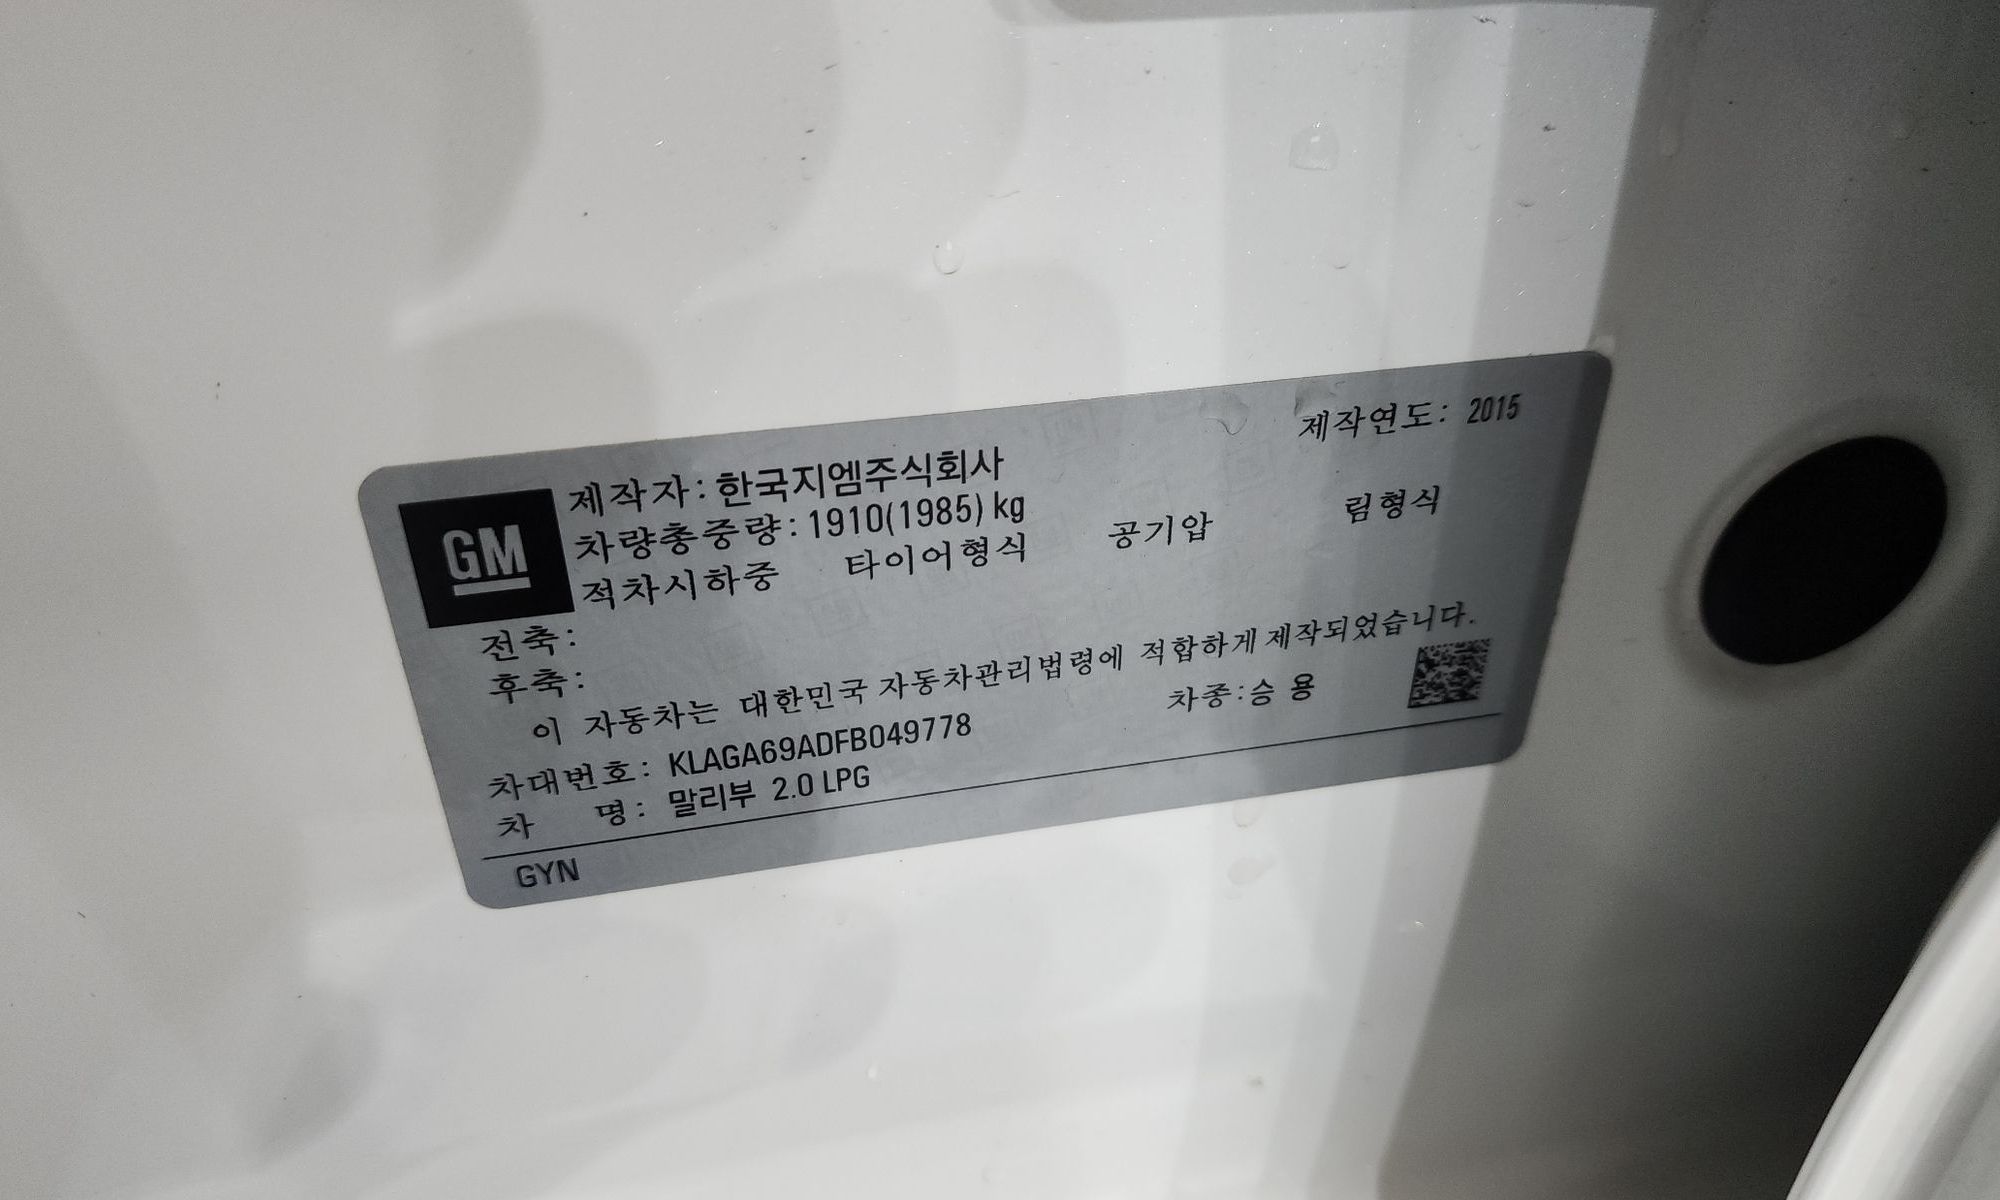 제작연도: 2015
GM
제작자: 한국지엠주식회사
차량총중량: 1910(1985) kg
적차시하중 타이어형식 공기압 림형식
전축:
후축:
이 자동차는 대한민국 자동차관리법령에 적합하게 제작되었습니다.
차대번호: KLAGA69ADFB049778 차종:승 용
차 명: 말리부 2.0 LPG
GYN